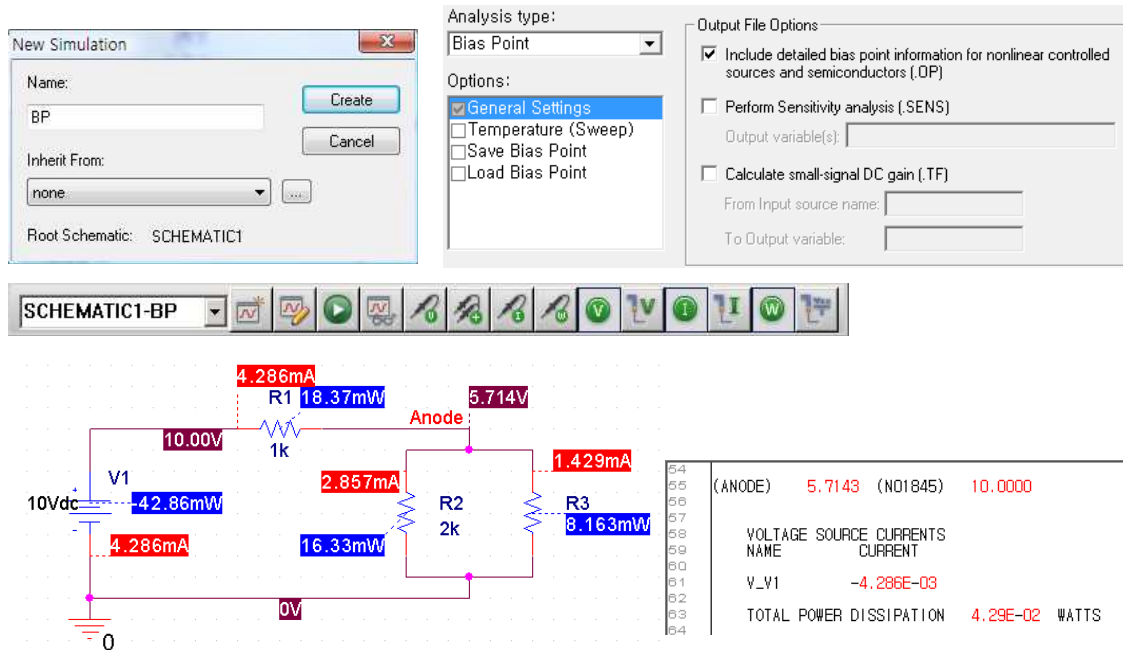 New Simulation
Name:
BP
Create
Cancel
Inherit From:
none
...
Root Schematic: SCHEMATIC1
Analysis type:
Bias Point
Options:
General Settings
Temperature (Sweep)
Save Bias Point
Load Bias Point
Output File Options
Include detailed bias point information for nonlinear controlled
sources and semiconductors (.OP)
Perform Sensitivity analysis (.SENS)
Output variable(s):
Calculate small-signal DC gain (.TF)
From Input source name:
To Output variable:
SCHEMATIC1-BP
V
V
I
I
W
4.286mA
R1 18.37mW
5.714V
Anode
10.00V
1k
1.429mA
V1
2.857mA
10Vdc
-42.86mW
R2
R3
2k
8.163mW
4.286mA
16.33mW
0V
0
54
55 (ANODE) 5.7143 (N01845) 10.0000
56
57
58 VOLTAGE SOURCE CURRENTS
59 NAME CURRENT
60
61 V_V1 -4.286E-03
62
63 TOTAL POWER DISSIPATION 4.29E-02 WATTS
64